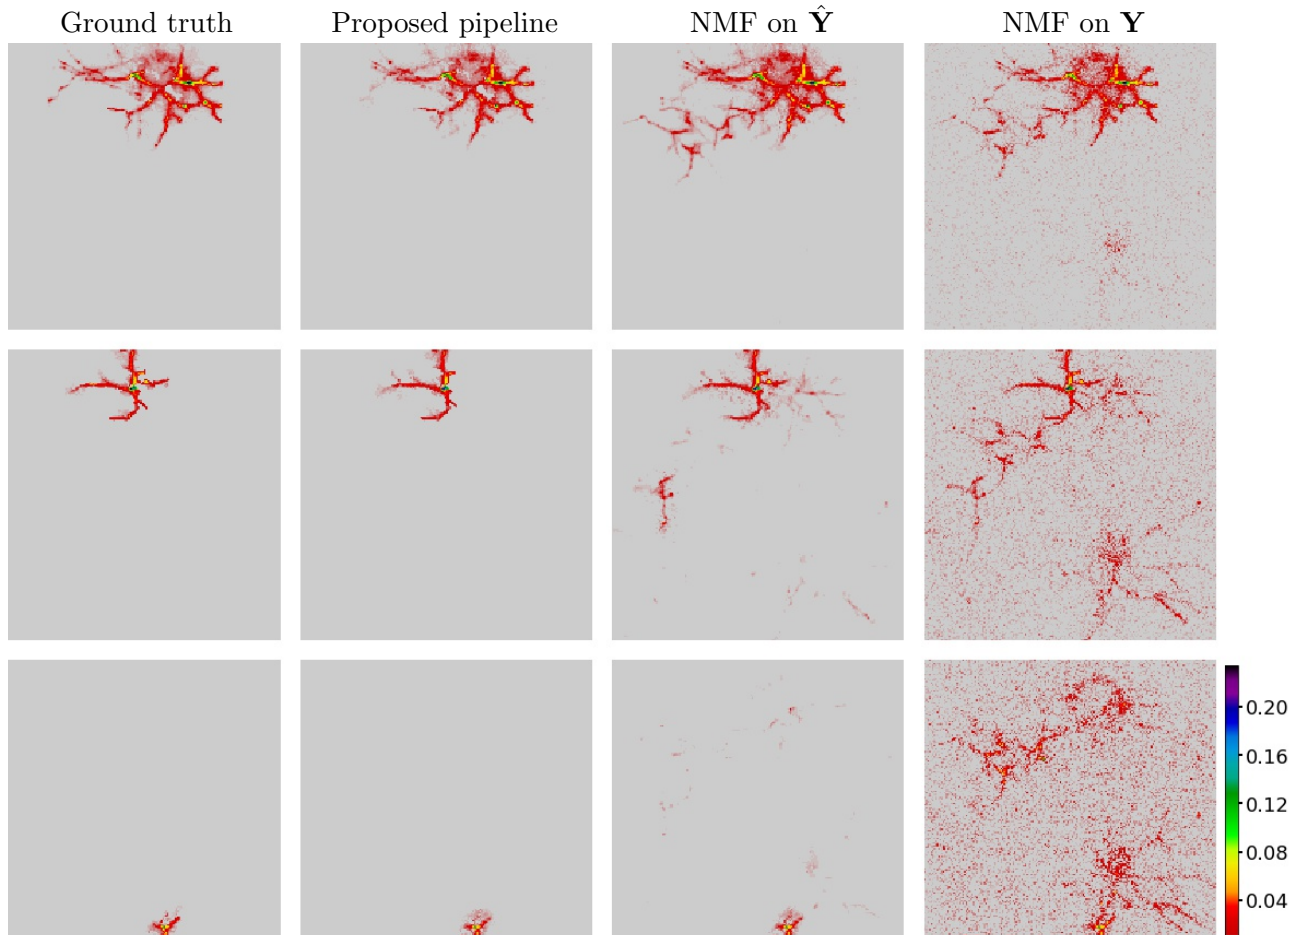 Ground truth
Proposed pipeline
NMF on Ŷ
NMF on Y
0.20
0.16
0.12
0.08
0.04